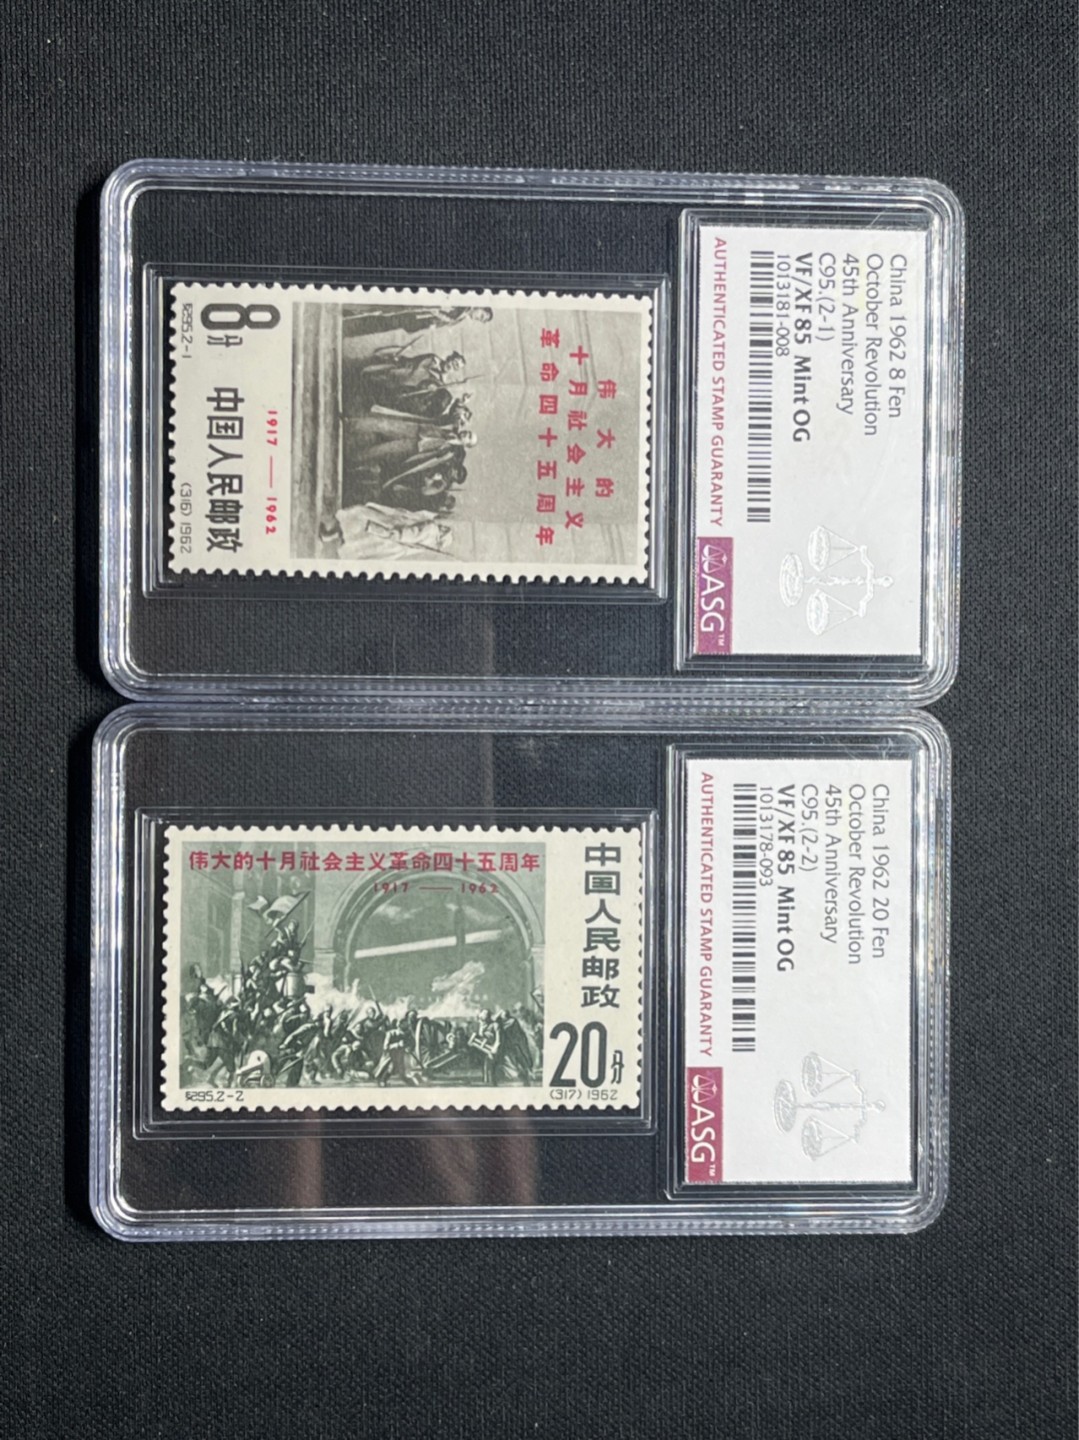 China 1962 8 Fen
October Revolution
45th Anniversary
C95.(2-1)
VF/XF 85 Mint OG
1013181-008
AUTHENTICATED STAMP GUARANTY
ASG™
伟大的
十月社会主义
革命四十五周年
1917 — 1962
中国人民邮政
8分
纪95.2-1
(316) 1962
China 1962 20 Fen
October Revolution
45th Anniversary
C95.(2-2)
VF/XF 85 Mint OG
1013178-093
AUTHENTICATED STAMP GUARANTY
ASG™
伟大的十月社会主义革命四十五周年
1917 — 1962
中国人民邮政
20分
纪95.2-2
(317) 1962